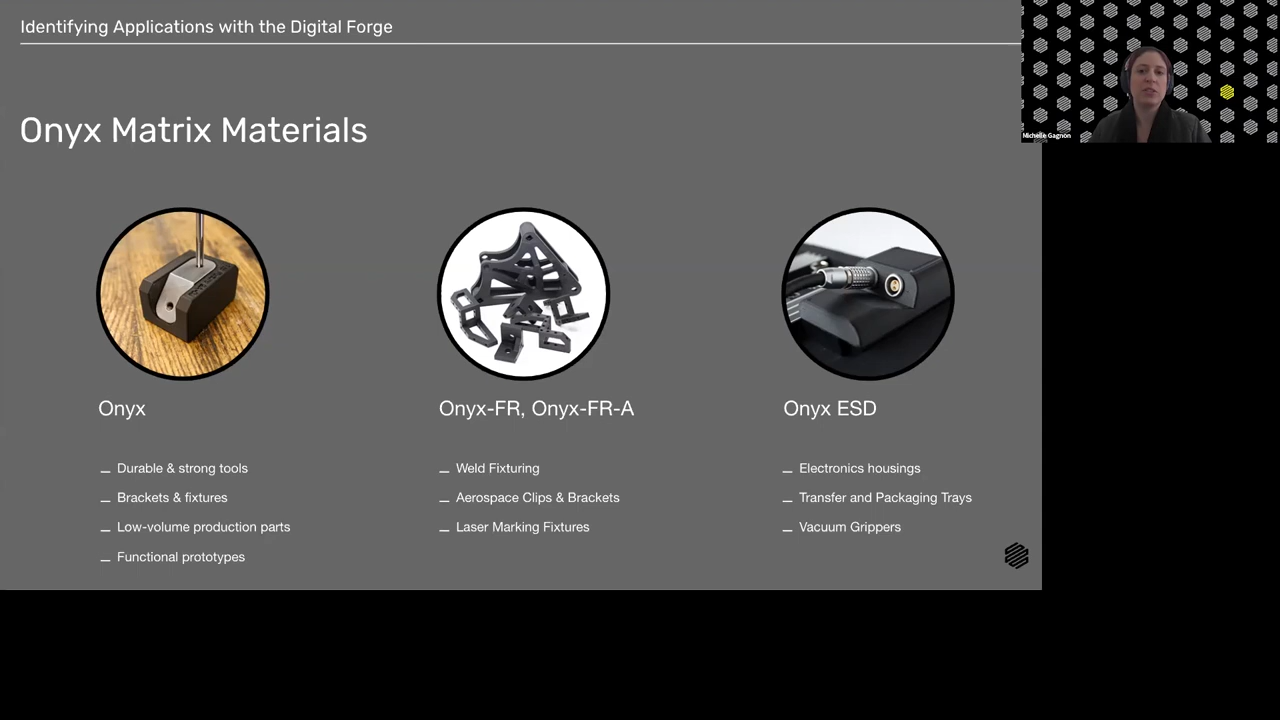 Identifying Applications with the Digital Forge
Michelle Gagnon
Onyx Matrix Materials
Onyx
Durable & strong tools
Brackets & fixtures
Low-volume production parts
Functional prototypes
Onyx-FR, Onyx-FR-A
Weld Fixturing
Aerospace Clips & Brackets
Laser Marking Fixtures
Onyx ESD
Electronics housings
Transfer and Packaging Trays
Vacuum Grippers